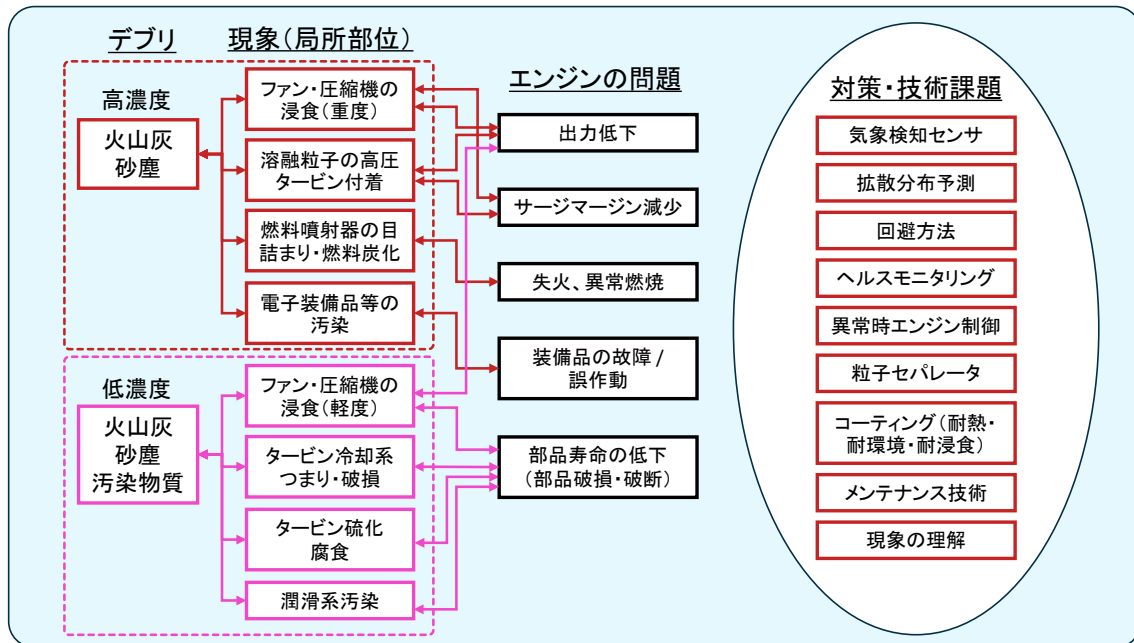 デブリ
現象(局所部位)
高濃度
火山灰
砂塵
ファン・圧縮機の
浸食(重度)
溶融粒子の高圧
タービン付着
燃料噴射器の目
詰まり・燃料炭化
電子装備品等の
汚染
低濃度
火山灰
砂塵
汚染物質
ファン・圧縮機の
浸食(軽度)
タービン冷却系
つまり・破損
タービン硫化
腐食
潤滑系汚染
エンジンの問題
出力低下
サージマージン減少
失火、異常燃焼
装備品の故障/
誤作動
部品寿命の低下
(部品破損・破断)
対策・技術課題
気象検知センサ
拡散分布予測
回避方法
ヘルスモニタリング
異常時エンジン制御
粒子セパレータ
コーティング(耐熱・
耐環境・耐浸食)
メンテナンス技術
現象の理解